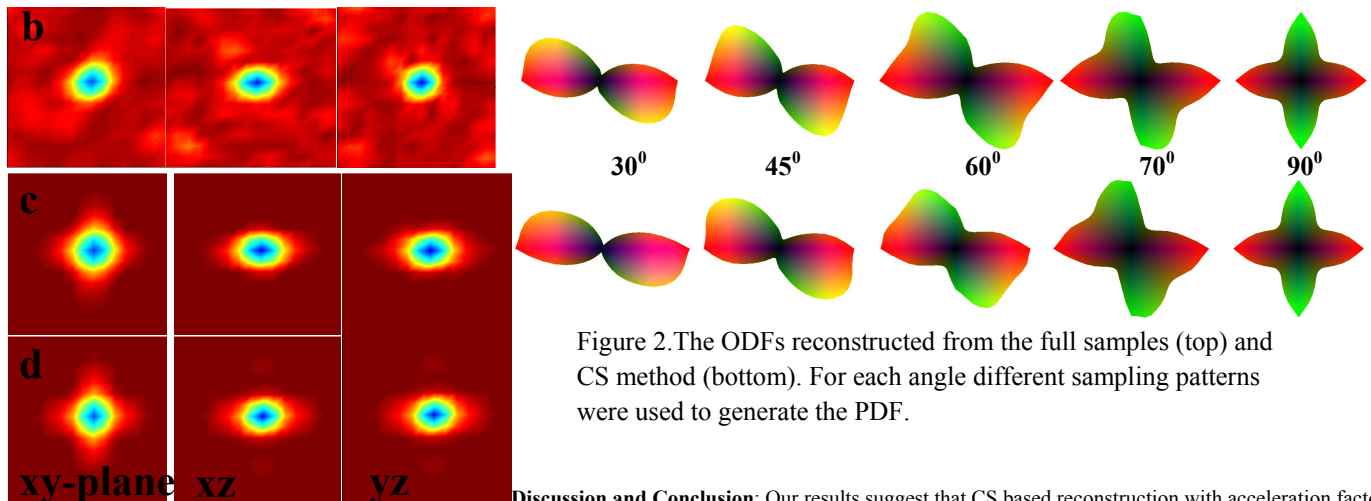 b
30⁰ 45⁰ 60⁰ 70⁰ 90⁰
c
d
xy-plane xz yz
Figure 2.The ODFs reconstructed from the full samples (top) and
CS method (bottom). For each angle different sampling patterns
were used to generate the PDF.
Discussion and Conclusion: Our results suggest that CS based reconstruction with acceleration facto